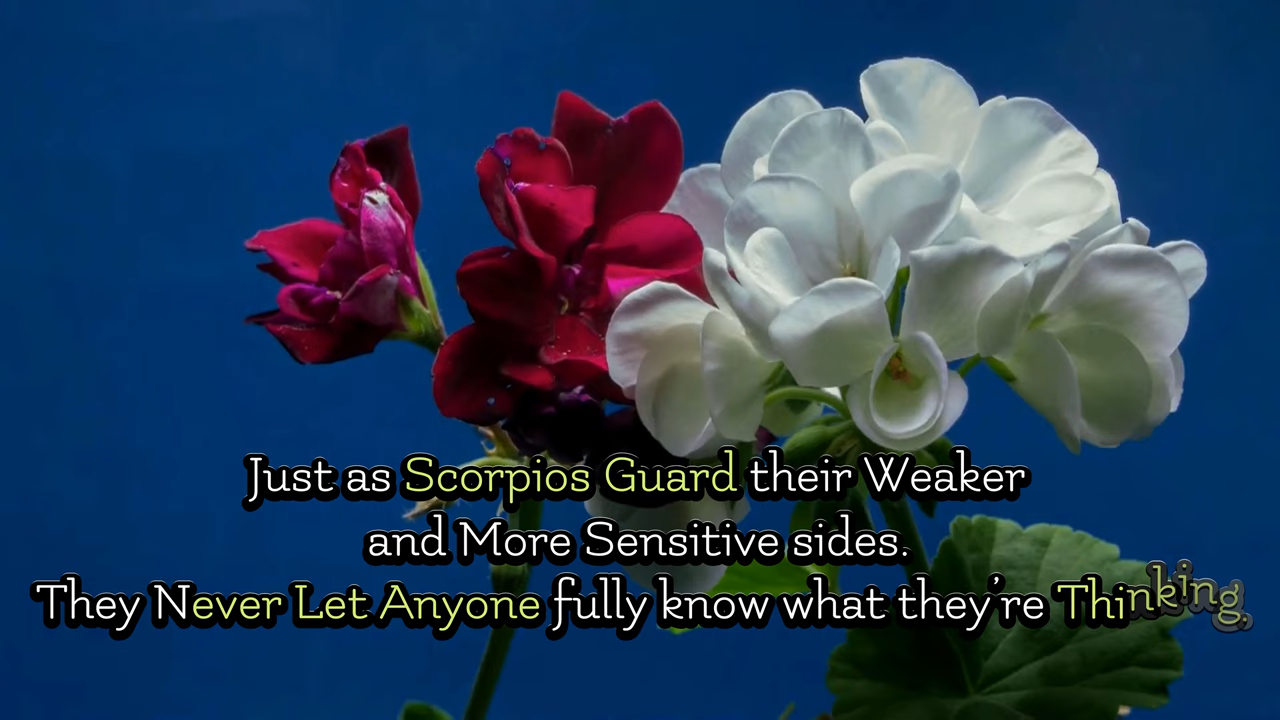 Just as Scorpios Guard their Weaker
and More Sensitive sides.
They Never Let Anyone fully know what they're Thinking,